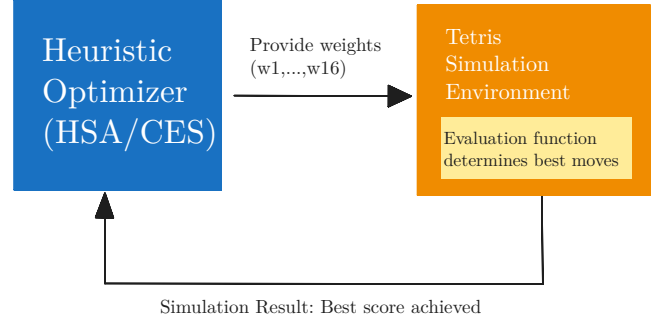 Heuristic
Optimizer
(HSA/CES)
Provide weights
(w1,...,w16)
Tetris
Simulation
Environment
Evaluation function
determines best moves
Simulation Result: Best score achieved